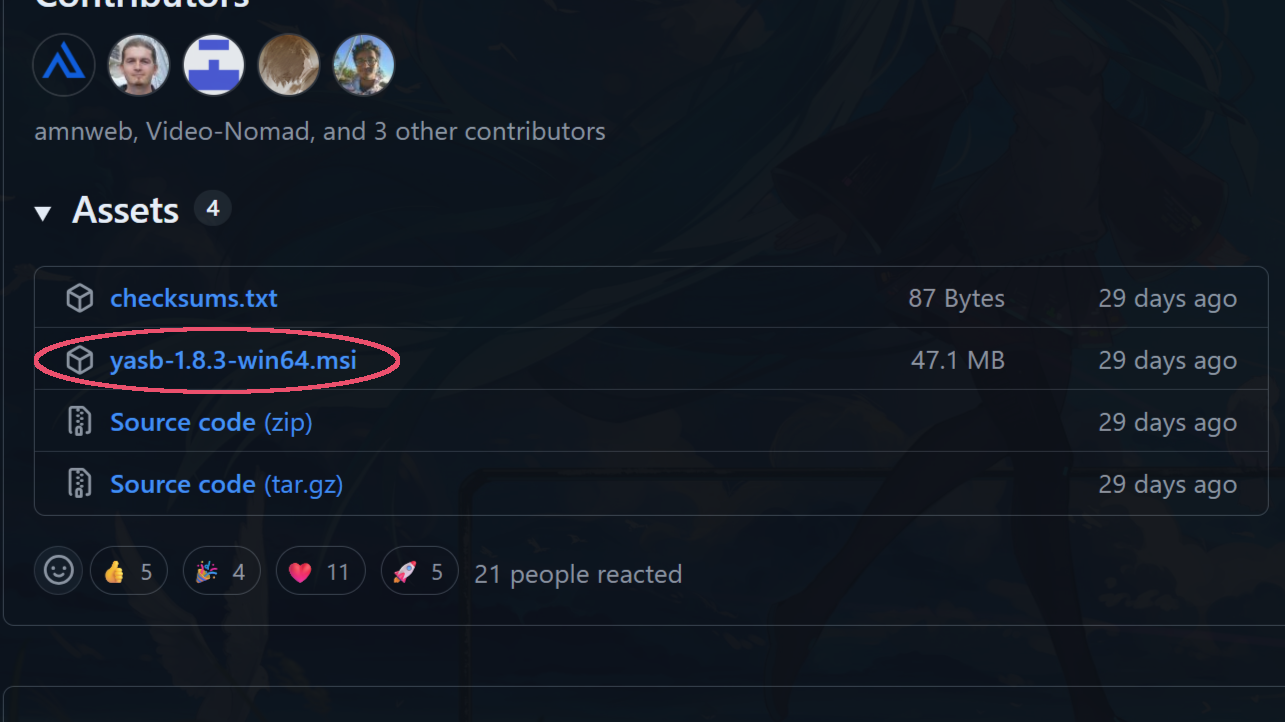 Contributors
amnweb, Video-Nomad, and 3 other contributors
Assets 4
checksums.txt 87 Bytes 29 days ago
yasb-1.8.3-win64.msi 47.1 MB 29 days ago
Source code (zip) 29 days ago
Source code (tar.gz) 29 days ago
5 4 11 5 21 people reacted